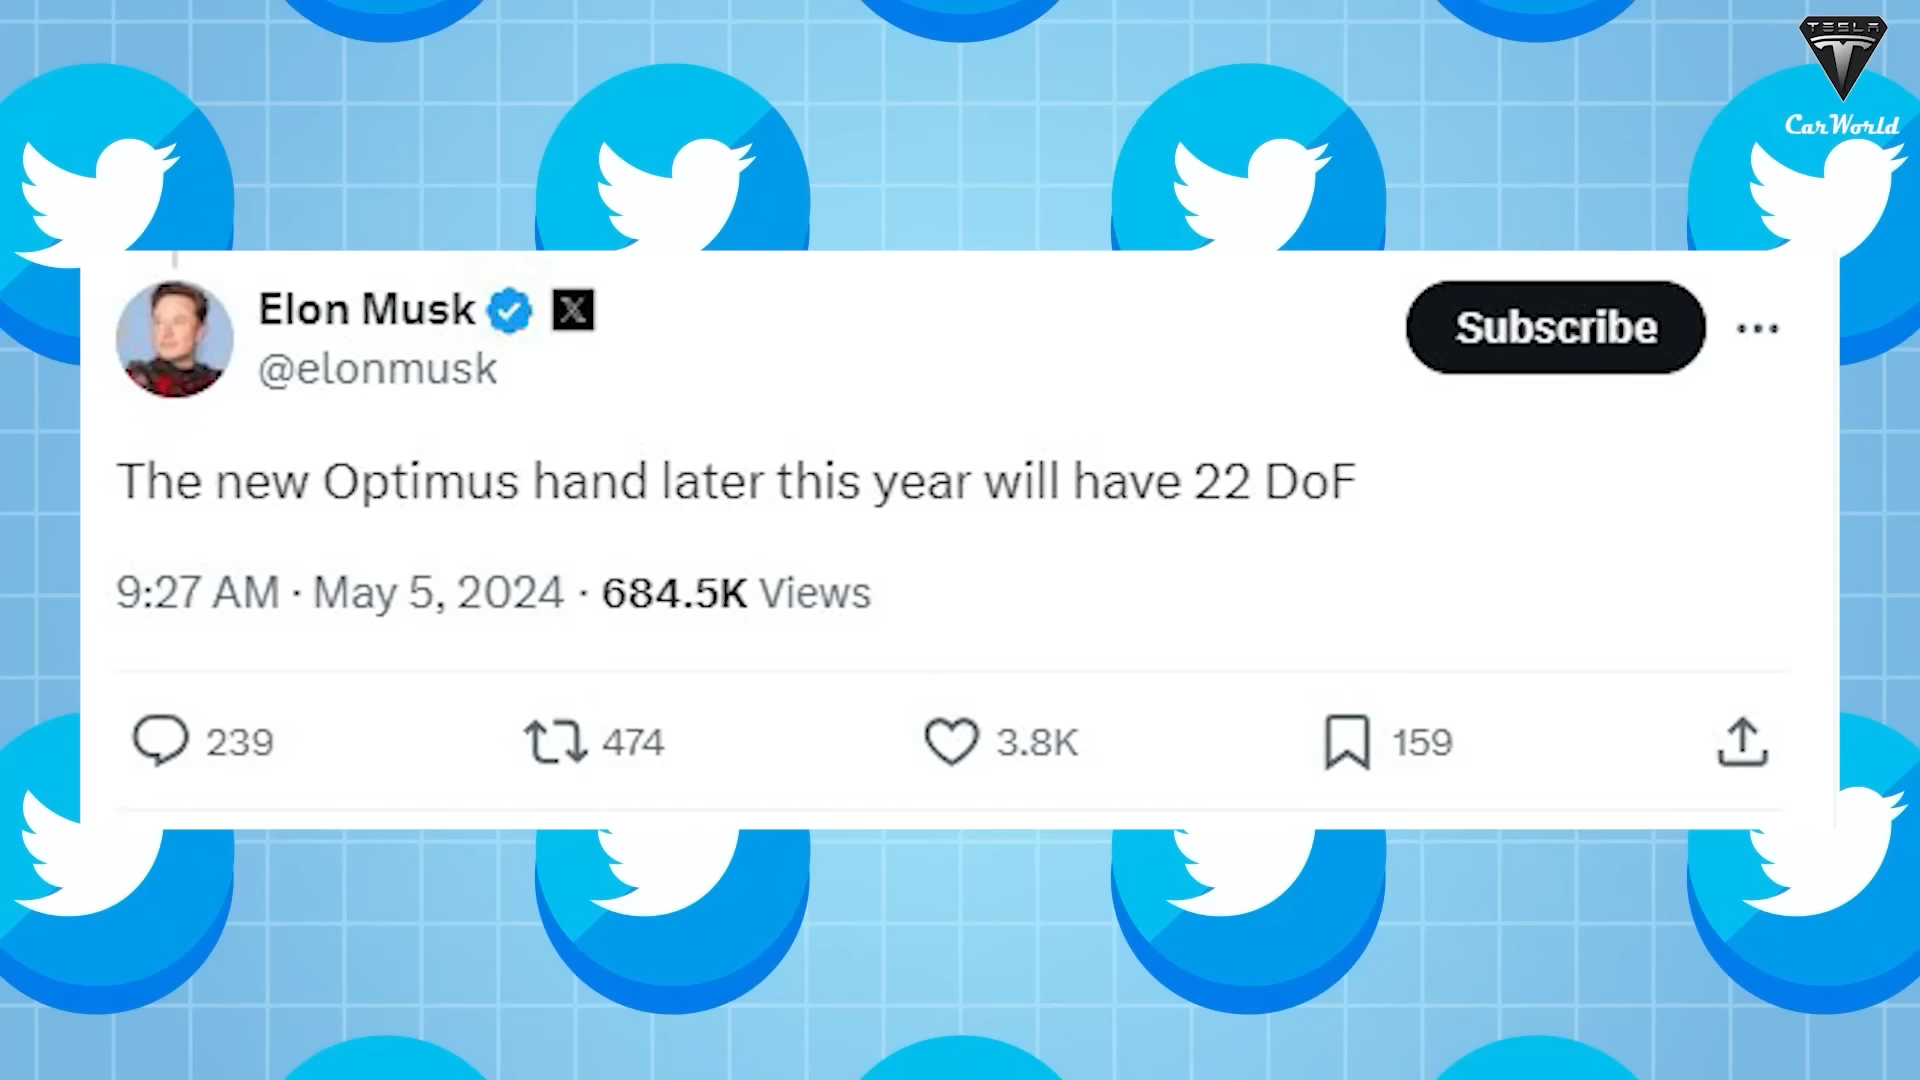 TESLA
CarWorld
Elon Musk
@elonmusk
Subscribe
The new Optimus hand later this year will have 22 DoF
9:27 AM · May 5, 2024 · 684.5K Views
239 474 3.8K 159